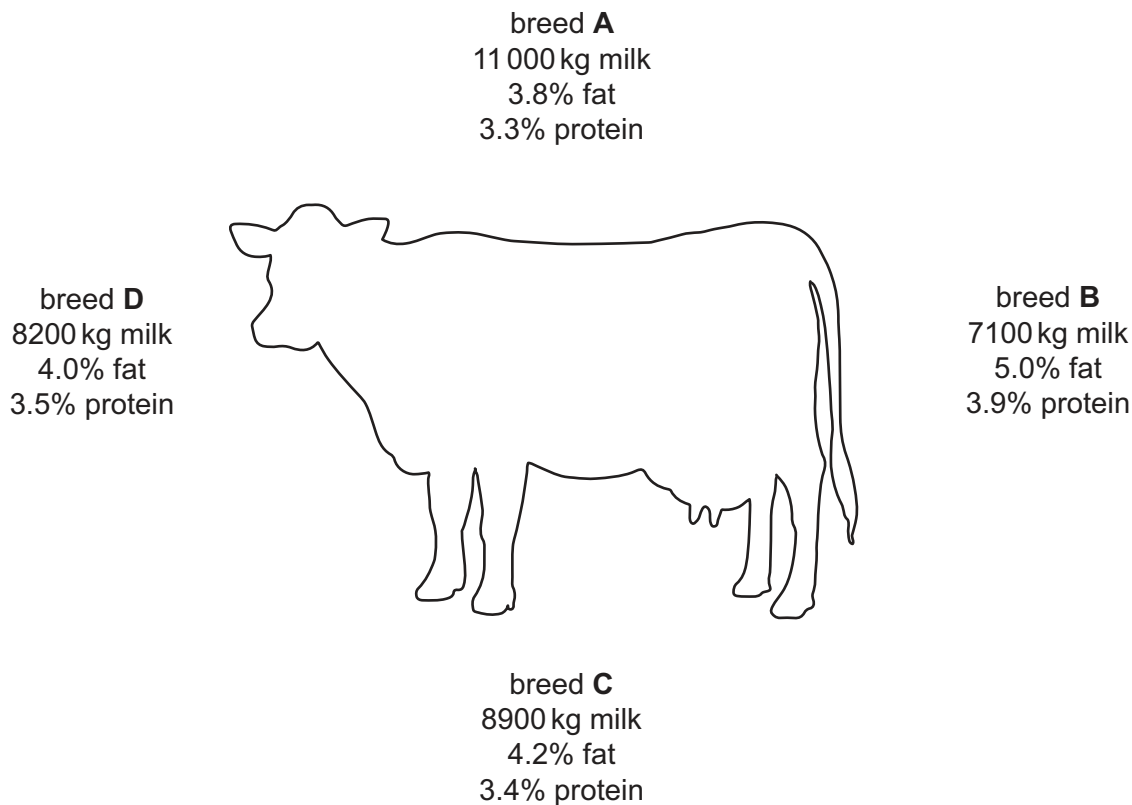 breed A
11 000 kg milk
3.8% fat
3.3% protein
breed D
8200 kg milk
4.0% fat
3.5% protein
breed B
7100 kg milk
5.0% fat
3.9% protein
breed C
8900 kg milk
4.2% fat
3.4% protein